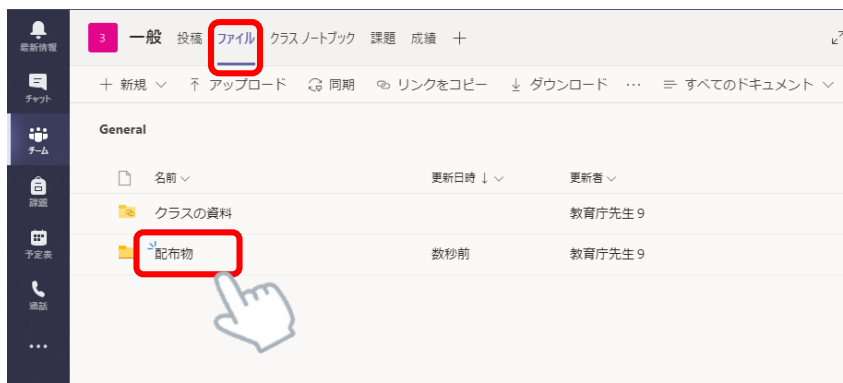 最新情報
チャット
チーム
課題
予定表
通話
…
3 一般 投稿 ファイル クラス ノートブック 課題 成績 ＋
＋ 新規 アップロード 同期 リンクをコピー ダウンロード … すべてのドキュメント
General
名前 更新日時 ↓ 更新者
クラスの資料 教育庁先生９
配布物 数秒前 教育庁先生９